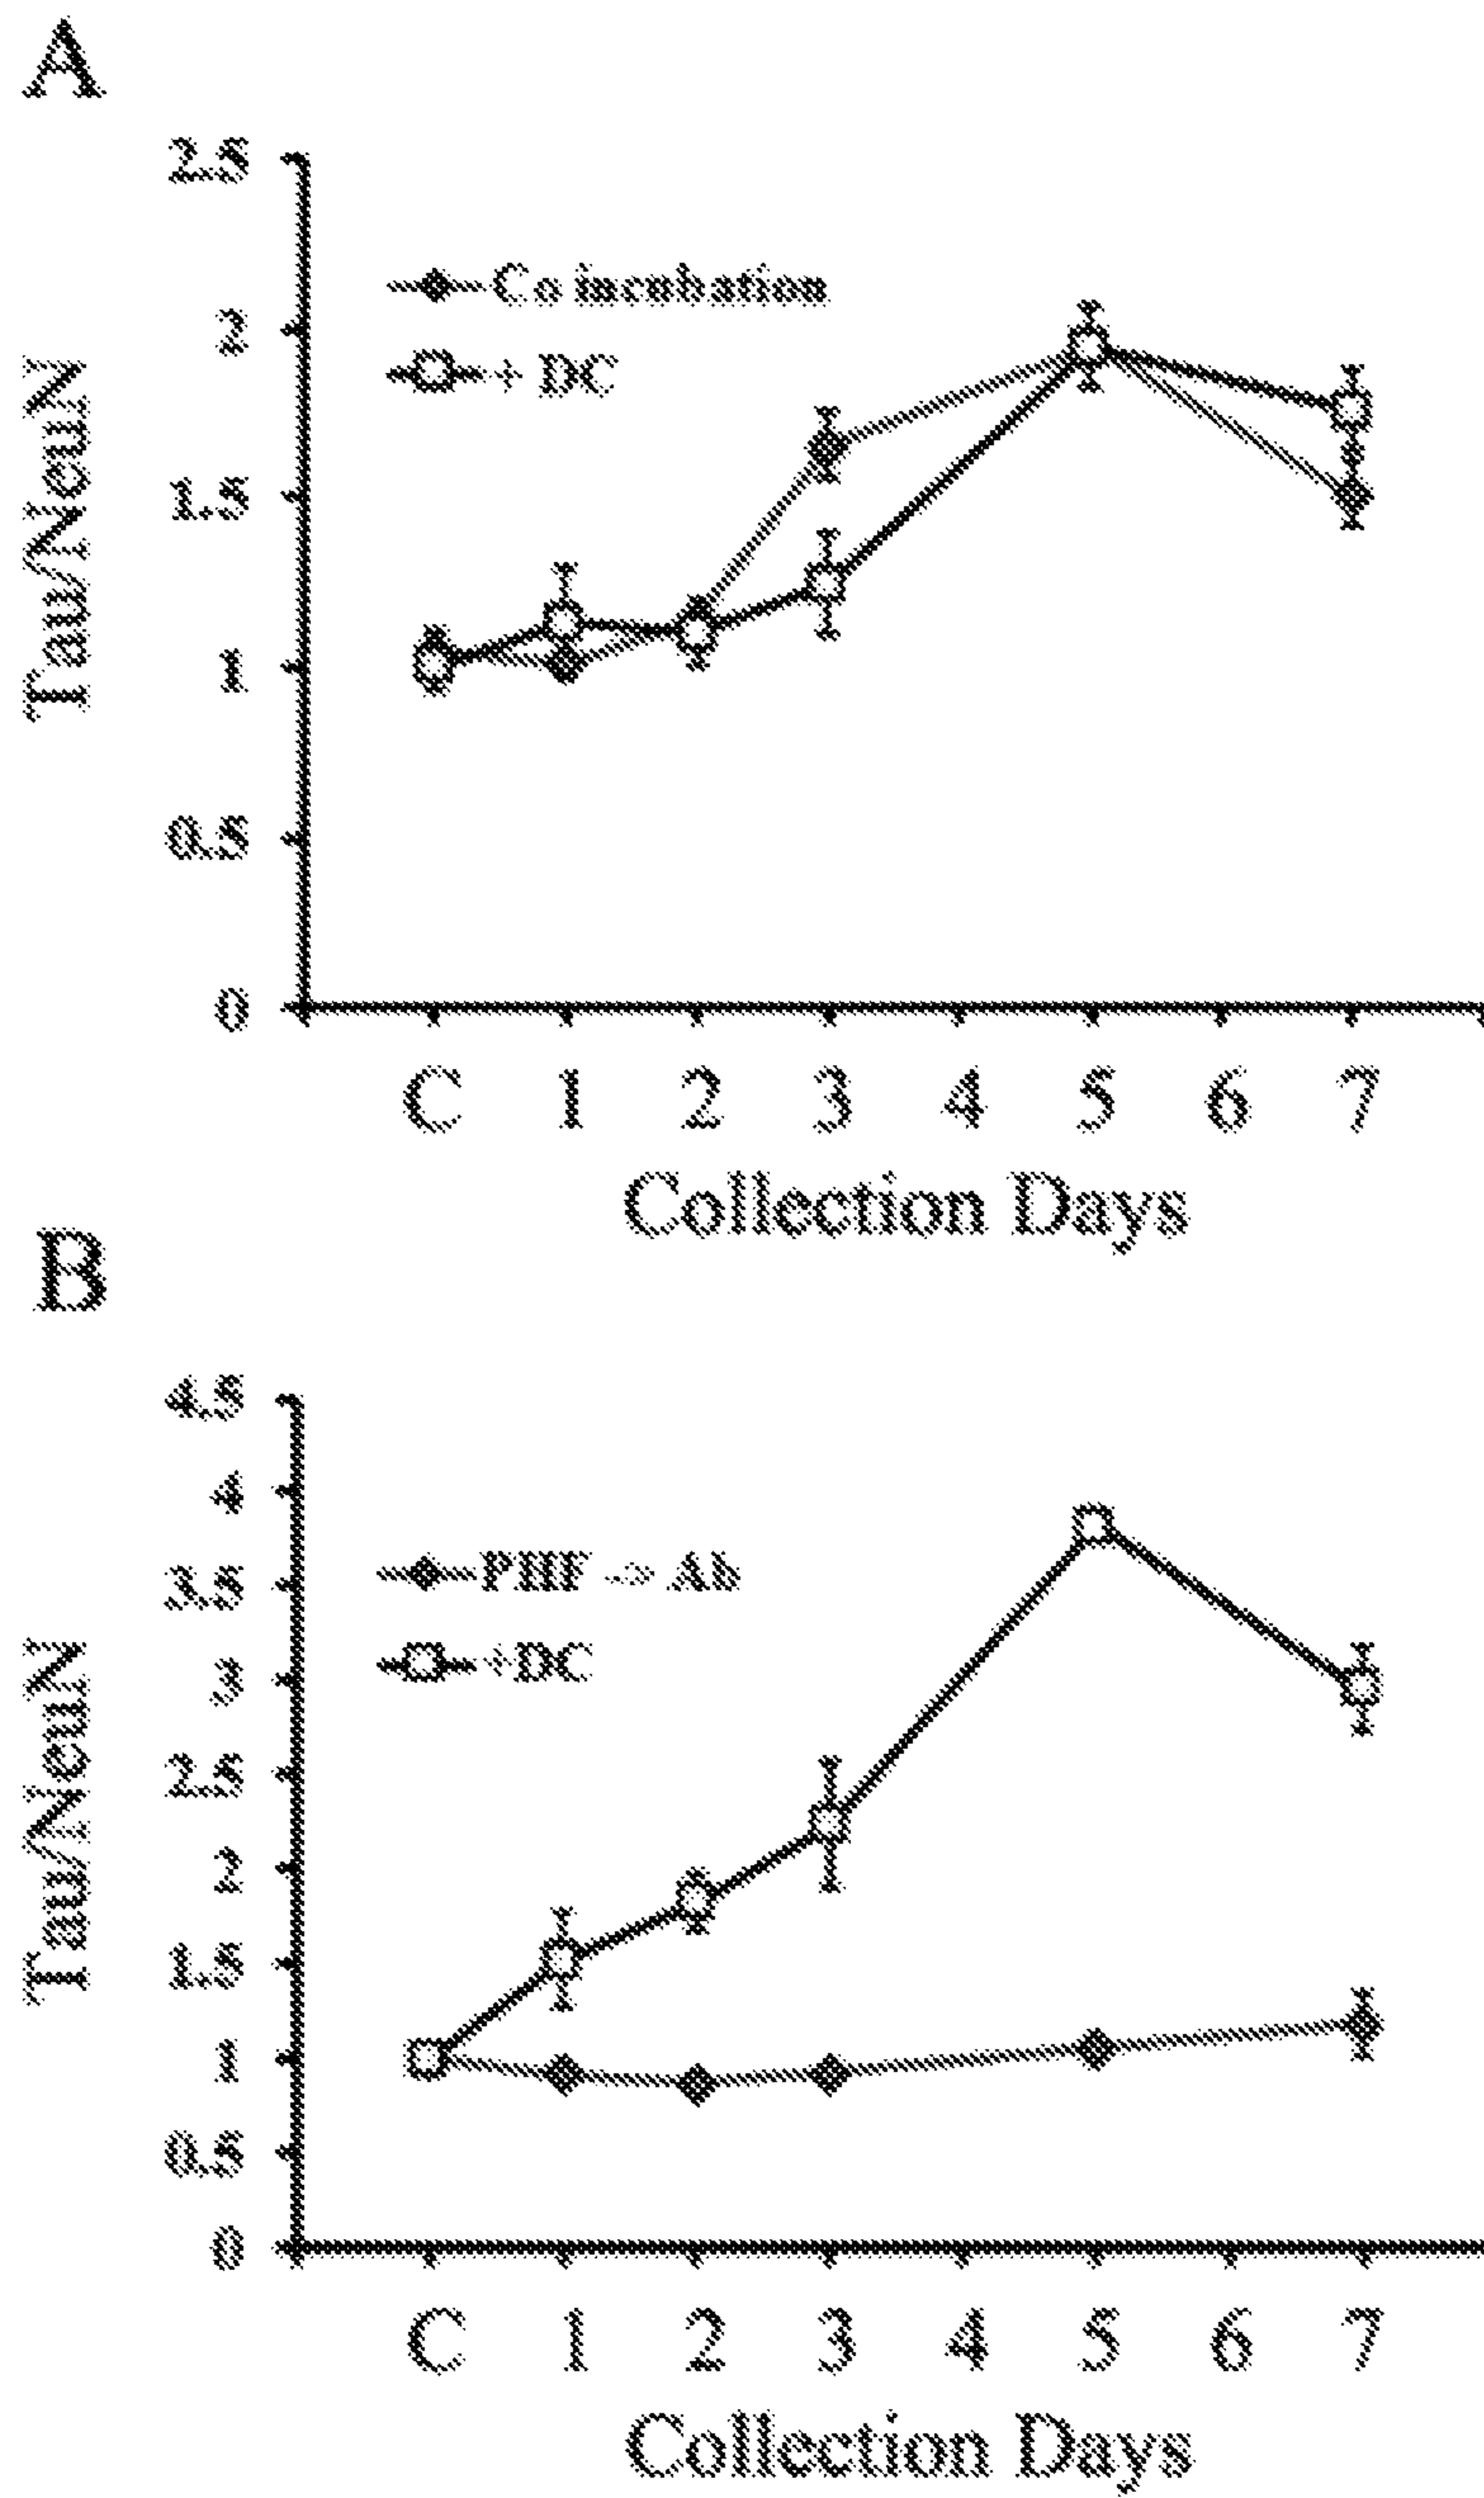 A
2.5
Co incubation
2
+ DC
1.5
Tau/NeuN
1
0.5
0
C 1 2 3 4 5 6 7
Collection Days
B
4.5
4
PHF -> Ab
3.5
+DC
3
Tau/NeuN
2.5
2
1.5
1
0.5
0
C 1 2 3 4 5 6 7
Collection Days